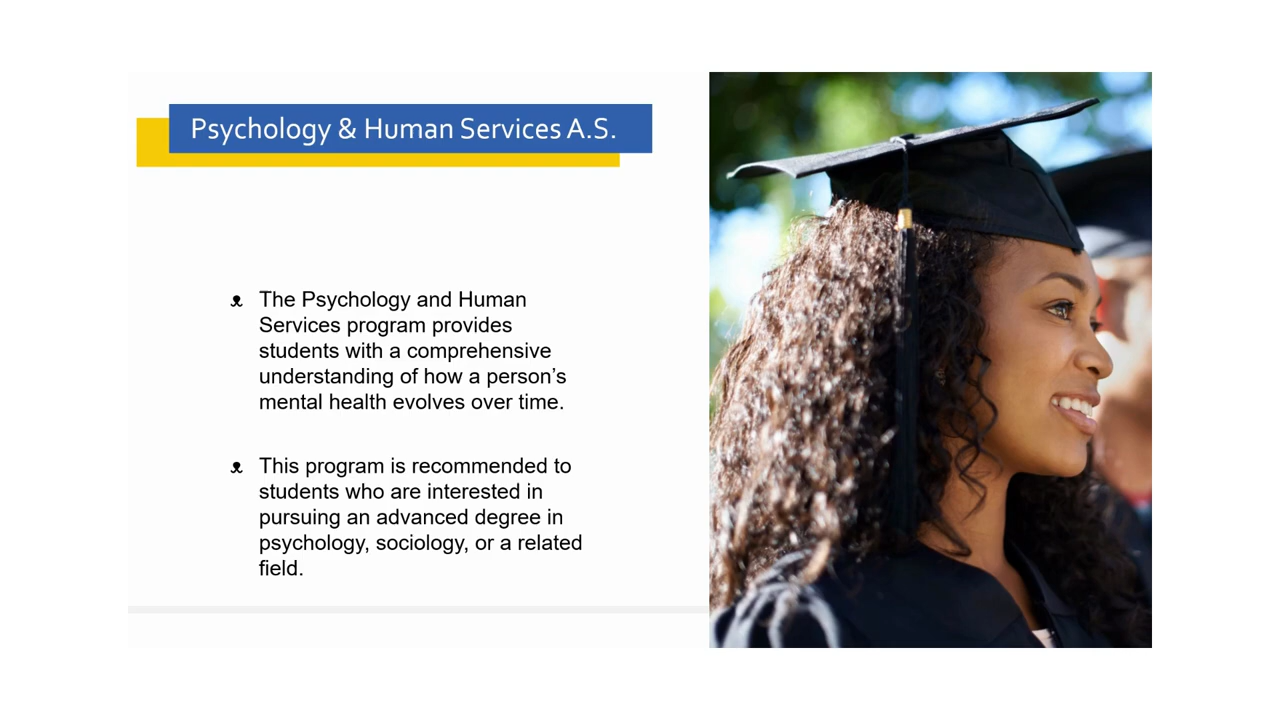 Psychology & Human Services A.S.
ᴥ The Psychology and Human
Services program provides
students with a comprehensive
understanding of how a person’s
mental health evolves over time.
ᴥ This program is recommended to
students who are interested in
pursuing an advanced degree in
psychology, sociology, or a related
field.